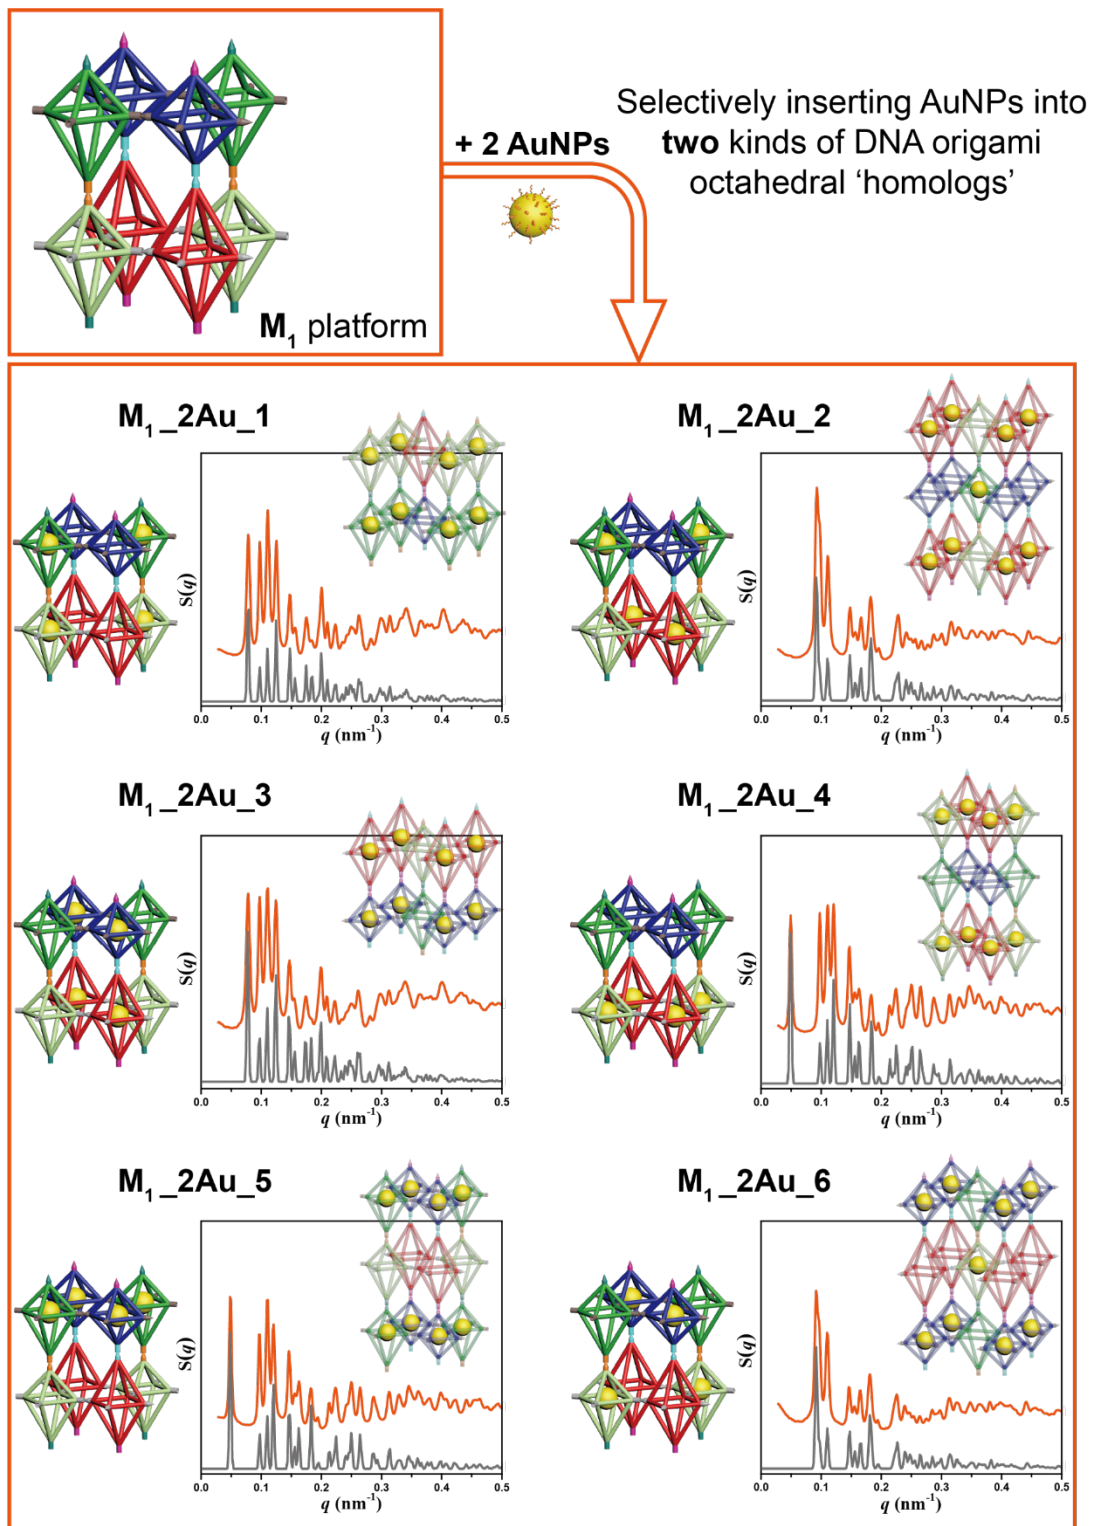 M1 platform
+ 2 AuNPs
Selectively inserting AuNPs into
two kinds of DNA origami
octahedral ‘homologs’
M1_2Au_1
S(q)
0.0 0.1 0.2 0.3 0.4 0.5
q (nm-1)
M1_2Au_2
S(q)
0.0 0.1 0.2 0.3 0.4 0.5
q (nm-1)
M1_2Au_3
S(q)
0.0 0.1 0.2 0.3 0.4 0.5
q (nm-1)
M1_2Au_4
S(q)
0.0 0.1 0.2 0.3 0.4 0.5
q (nm-1)
M1_2Au_5
S(q)
0.0 0.1 0.2 0.3 0.4 0.5
q (nm-1)
M1_2Au_6
S(q)
0.0 0.1 0.2 0.3 0.4 0.5
q (nm-1)